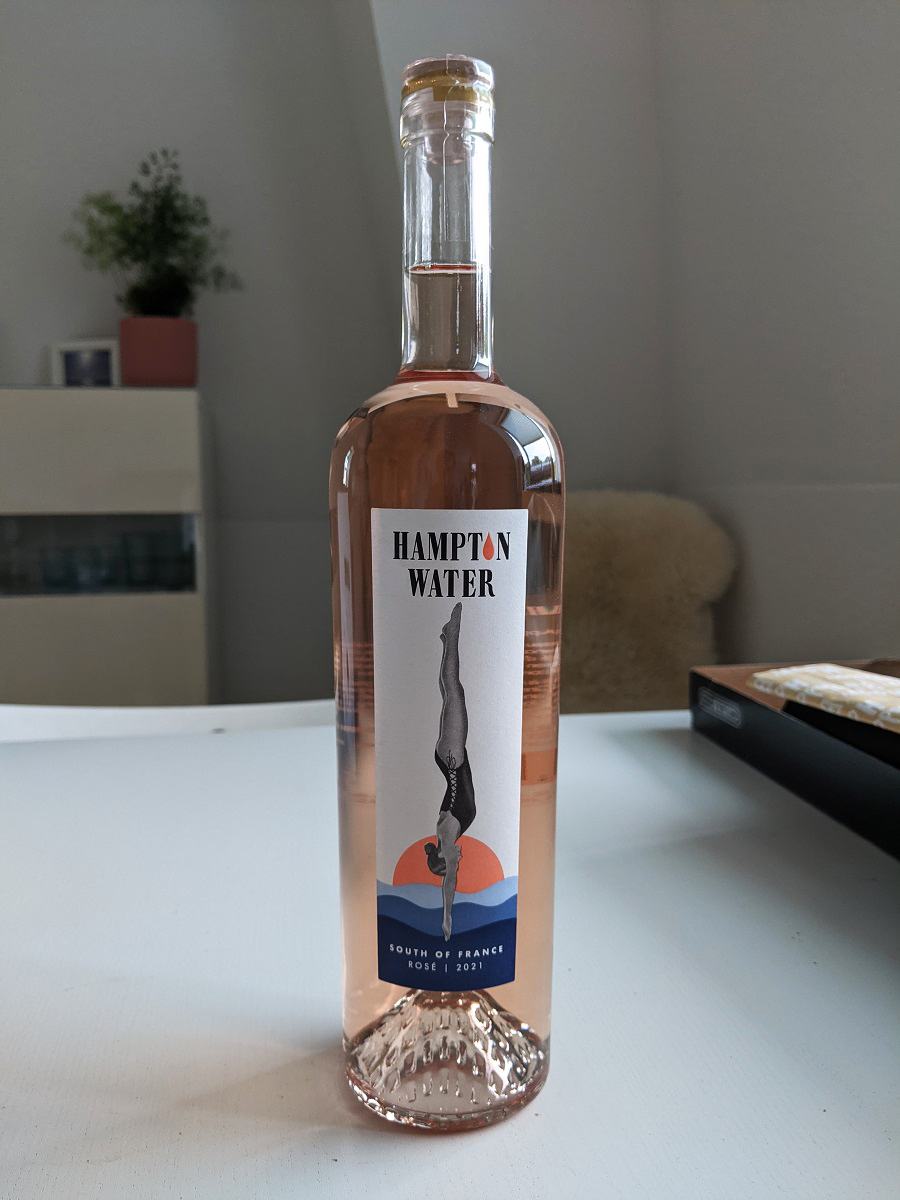 HAMPTON
WATER
SOUTH OF FRANCE
ROSÉ | 2021